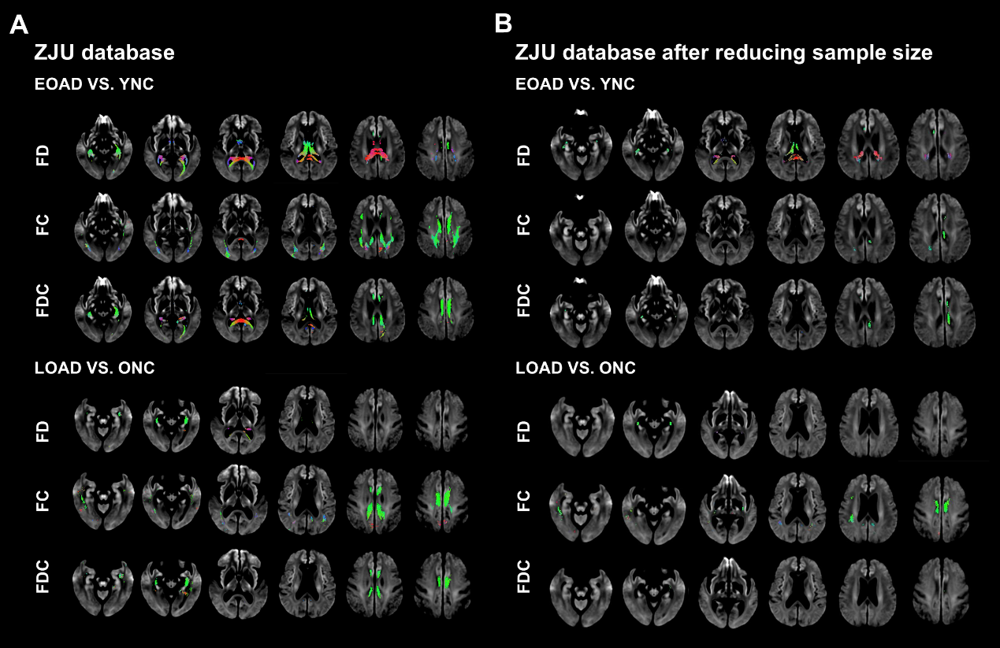 A
ZJU database
EOAD VS. YNC
FD
FC
FDC
LOAD VS. ONC
FD
FC
FDC
B
ZJU database after reducing sample size
EOAD VS. YNC
FD
FC
FDC
LOAD VS. ONC
FD
FC
FDC